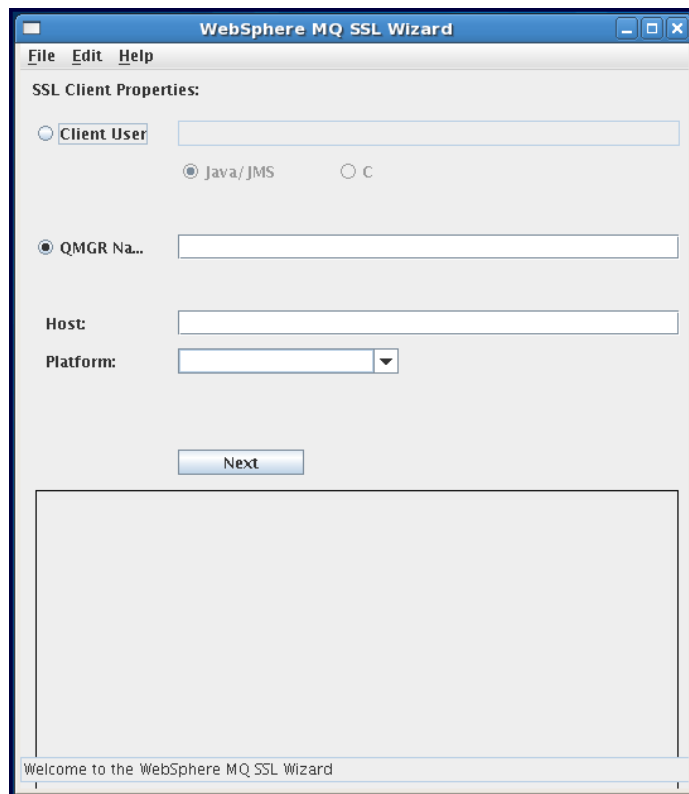 WebSphere MQ SSL Wizard
File Edit Help
SSL Client Properties:
Client User
Java/JMS C
QMGR Na...
Host:
Platform:
Next
Welcome to the WebSphere MQ SSL Wizard